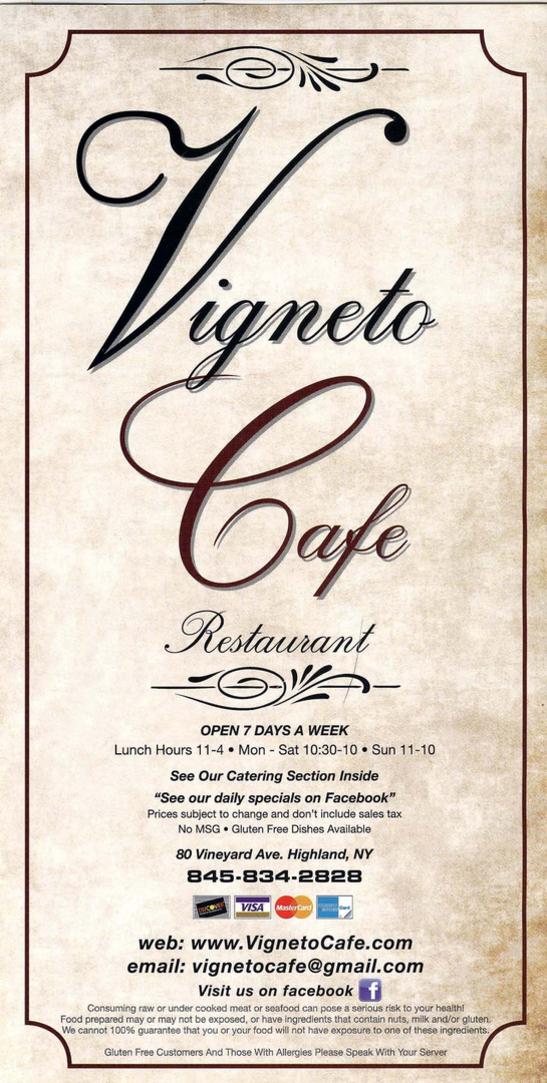 Vigneto
Cafe
Restaurant
OPEN 7 DAYS A WEEK
Lunch Hours 11-4 • Mon - Sat 10:30-10 • Sun 11-10
See Our Catering Section Inside
“See our daily specials on Facebook”
Prices subject to change and don’t include sales tax
No MSG • Gluten Free Dishes Available
80 Vineyard Ave. Highland, NY
845-834-2828
DISCOVER VISA MasterCard AMERICAN EXPRESS Card
web: www.VignetoCafe.com
email: vignetocafe@gmail.com
Visit us on facebook f
Consuming raw or under cooked meat or seafood can pose a serious risk to your health!
Food prepared may or may not be exposed, or have ingredients that contain nuts, milk and/or gluten.
We cannot 100% guarantee that you or your food will not have exposure to one of these ingredients.
Gluten Free Customers And Those With Allergies Please Speak With Your Server